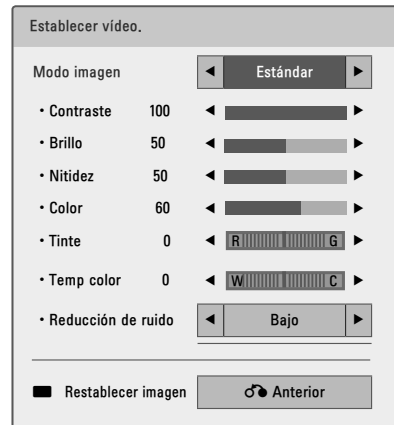 Establecer vídeo.
Modo imagen ◀ Estándar ▶
• Contraste 100
• Brillo 50
• Nitidez 50
• Color 60
• Tinte 0 R G
• Temp color 0 W C
• Reducción de ruido ◀ Bajo ▶
Restablecer imagen Anterior